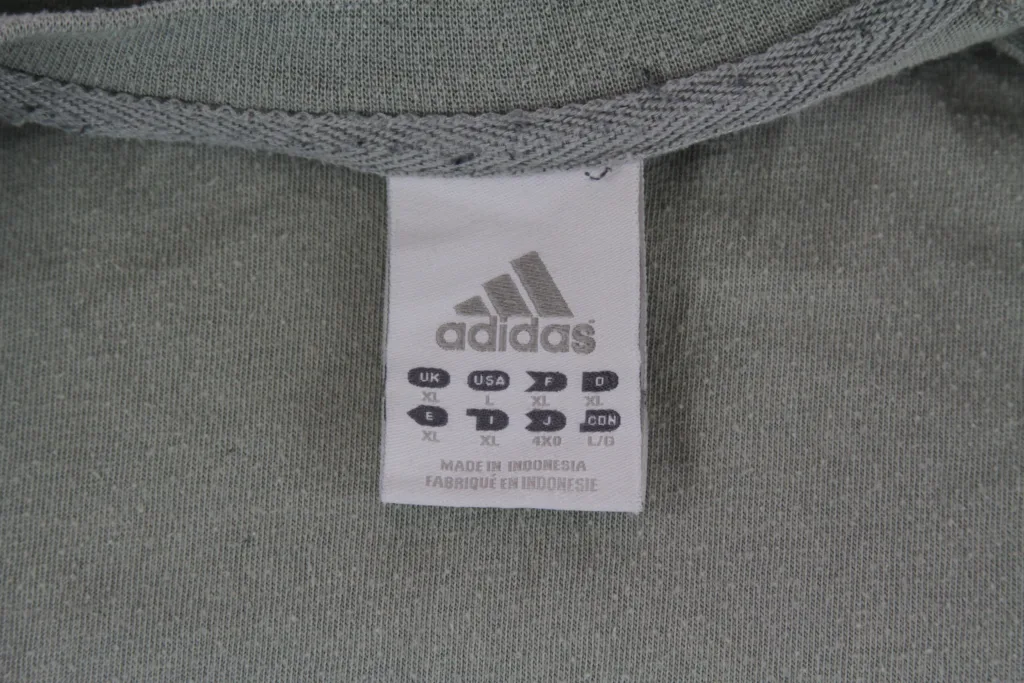 adidas
UK USA F D
XL L XL XL
E I J CDN
XL XL 4XO L/G
MADE IN INDONESIA
FABRIQUÉ EN INDONESIE